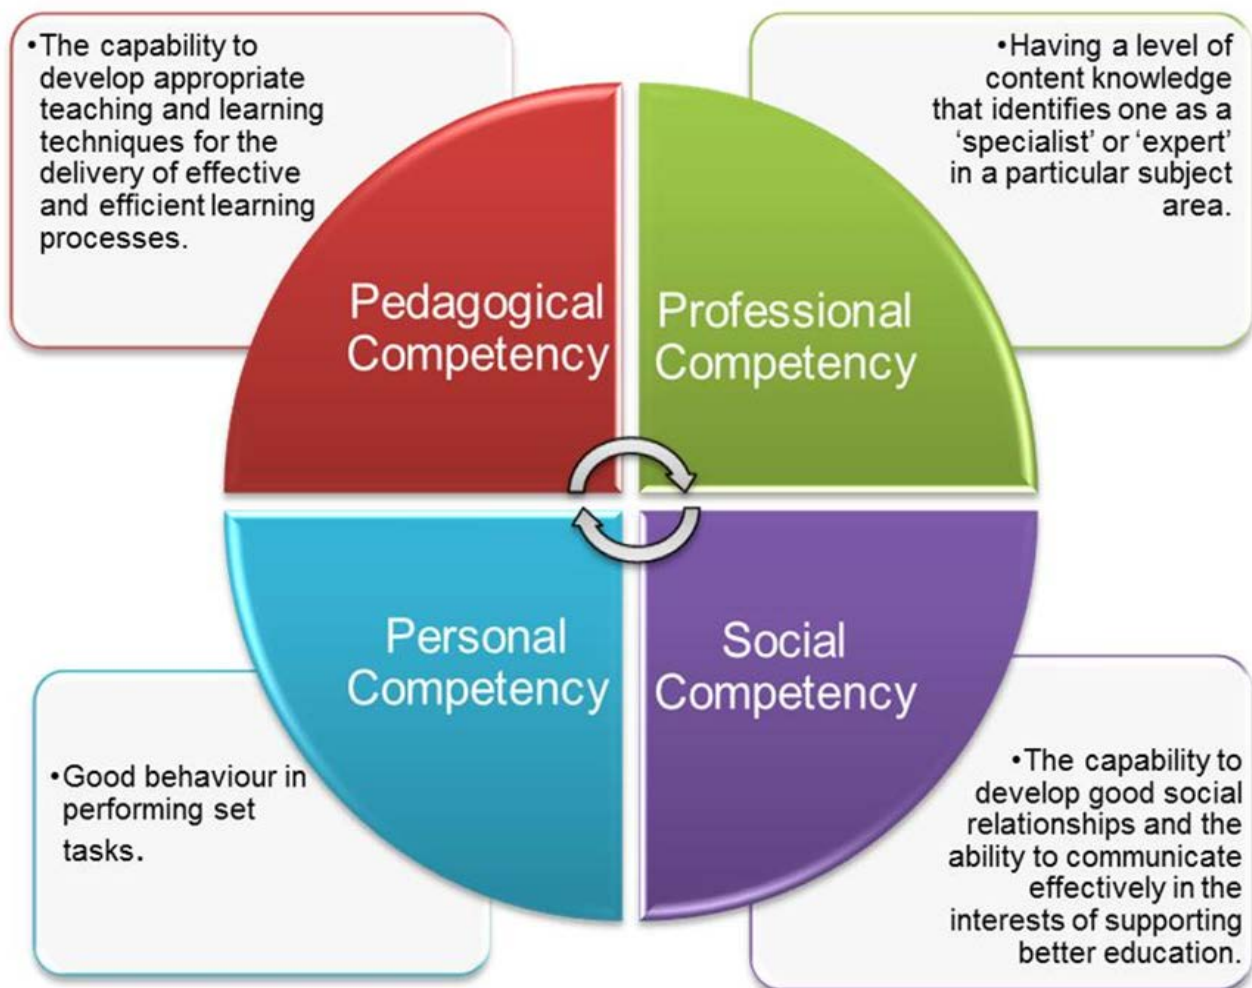 •The capability to
develop appropriate
teaching and learning
techniques for the
delivery of effective
and efficient learning
processes.
•Having a level of
content knowledge
that identifies one as a
‘specialist’ or ‘expert’
in a particular subject
area.
Pedagogical
Competency
Professional
Competency
Personal
Competency
Social
Competency
•Good behaviour in
performing set
tasks.
•The capability to
develop good social
relationships and the
ability to communicate
effectively in the
interests of supporting
better education.